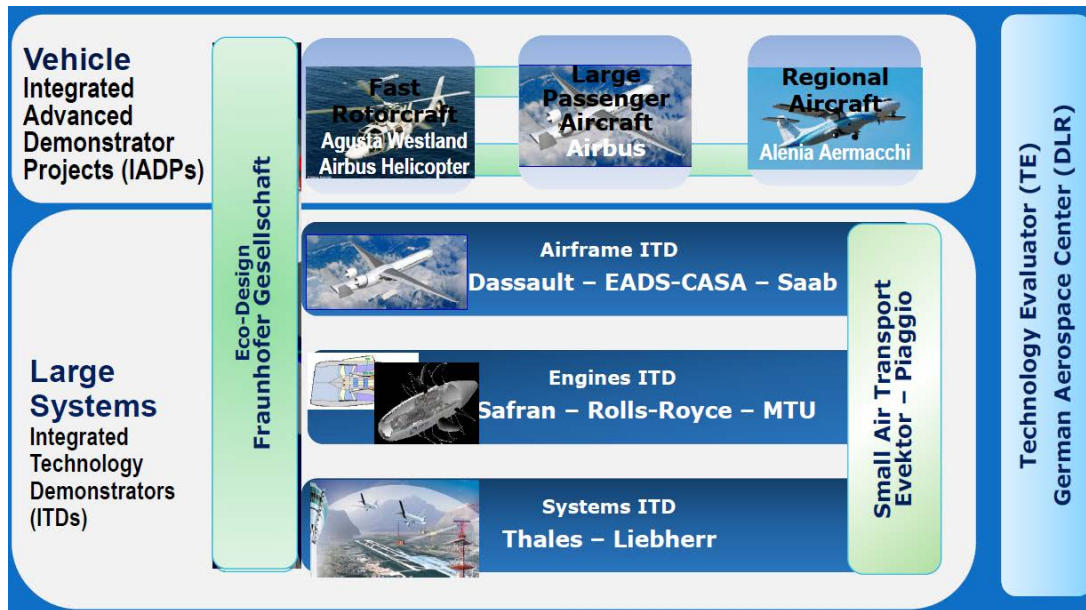 Vehicle
Integrated
Advanced
Demonstrator
Projects (IADPs)
Eco-Design
Fraunhofer Gesellschaft
Fast
Rotorcraft
Agusta Westland
Airbus Helicopter
Large
Passenger
Aircraft
Airbus
Regional
Aircraft
Alenia Aermacchi
Large
Systems
Integrated
Technology
Demonstrators
(ITDs)
Airframe ITD
Dassault – EADS-CASA – Saab
Engines ITD
Safran – Rolls-Royce – MTU
Systems ITD
Thales – Liebherr
Small Air Transport
Evektor – Piaggio
Technology Evaluator (TE)
German Aerospace Center (DLR)